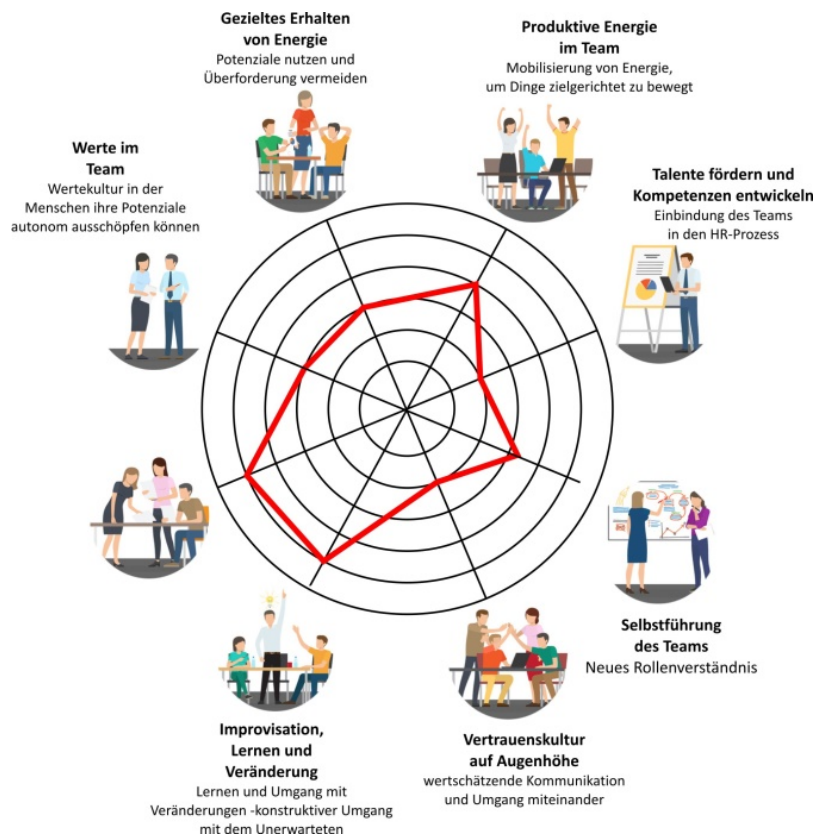 Gezieltes Erhalten
von Energie
Potenziale nutzen und
Überforderung vermeiden
Produktive Energie
im Team
Mobilisierung von Energie,
um Dinge zielgerichtet zu bewegt
Werte im
Team
Wertekultur in der
Menschen ihre Potenziale
autonom ausschöpfen können
Talente fördern und
Kompetenzen entwickeln
Einbindung des Teams
in den HR-Prozess
Selbstführung
des Teams
Neues Rollenverständnis
Improvisation,
Lernen und
Veränderung
Lernen und Umgang mit
Veränderungen -konstruktiver Umgang
mit dem Unerwarteten
Vertrauenskultur
auf Augenhöhe
wertschätzende Kommunikation
und Umgang miteinander